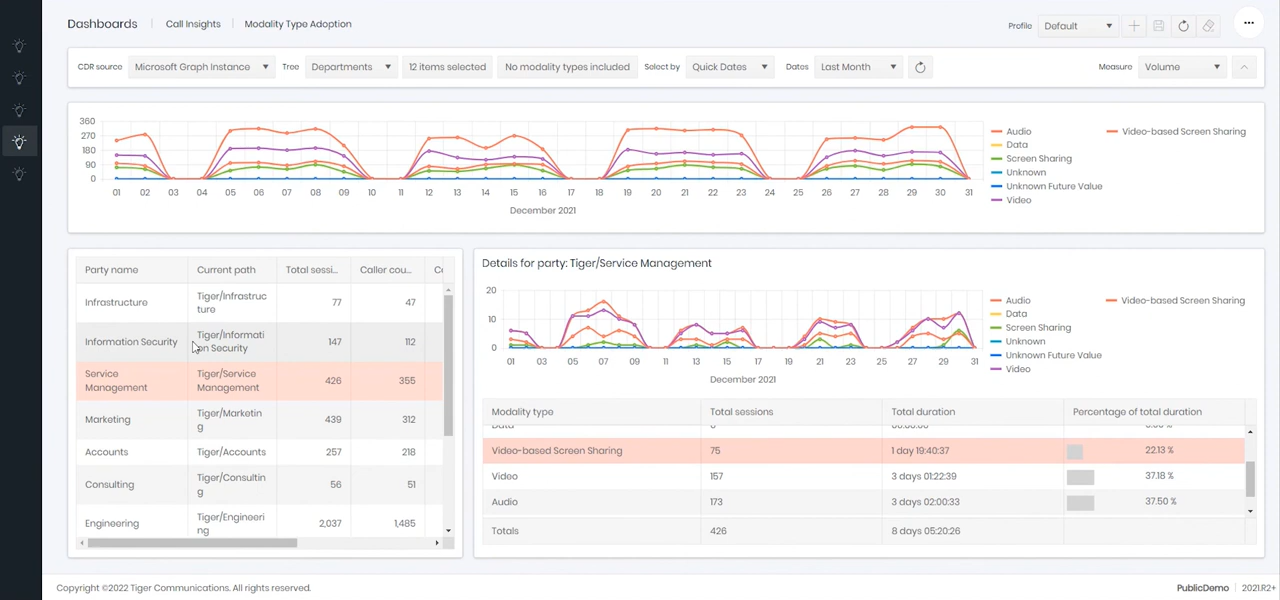 Dashboards Call Insights Modality Type Adoption Profile Default ...
CDR source Microsoft Graph Instance Tree Departments 12 items selected No modality types included Select by Quick Dates Dates Last Month Measure Volume
360
270
180
90
0
01 02 03 04 05 06 07 08 09 10 11 12 13 14 15 16 17 18 19 20 21 22 23 24 25 26 27 28 29 30 31
December 2021
Audio Video-based Screen Sharing
Data
Screen Sharing
Unknown
Unknown Future Value
Video
Party name Current path Total sessi... Caller cou...
Infrastructure Tiger/Infrastruc 77 47
ture
Information Security Tiger/Informati 147 112
on Security
Service Tiger/Service 426 355
Management Management
Marketing Tiger/Marketin 439 312
g
Accounts Tiger/Accounts 257 218
Consulting Tiger/Consultin 56 51
g
Engineering Tiger/Engineeri 2,037 1,485
ng
Details for party: Tiger/Service Management
20
10
0
01 03 05 07 09 11 13 15 17 19 21 23 25 27 29 31
December 2021
Audio Video-based Screen Sharing
Data
Screen Sharing
Unknown
Unknown Future Value
Video
Modality type Total sessions Total duration Percentage of total duration
Video-based Screen Sharing 75 1 day 19:40:37 22.13 %
Video 157 3 days 01:22:39 37.18 %
Audio 173 3 days 02:00:33 37.50 %
Totals 426 8 days 05:20:26
Copyright ©2022 Tiger Communications. All rights reserved. PublicDemo 2021.R2+